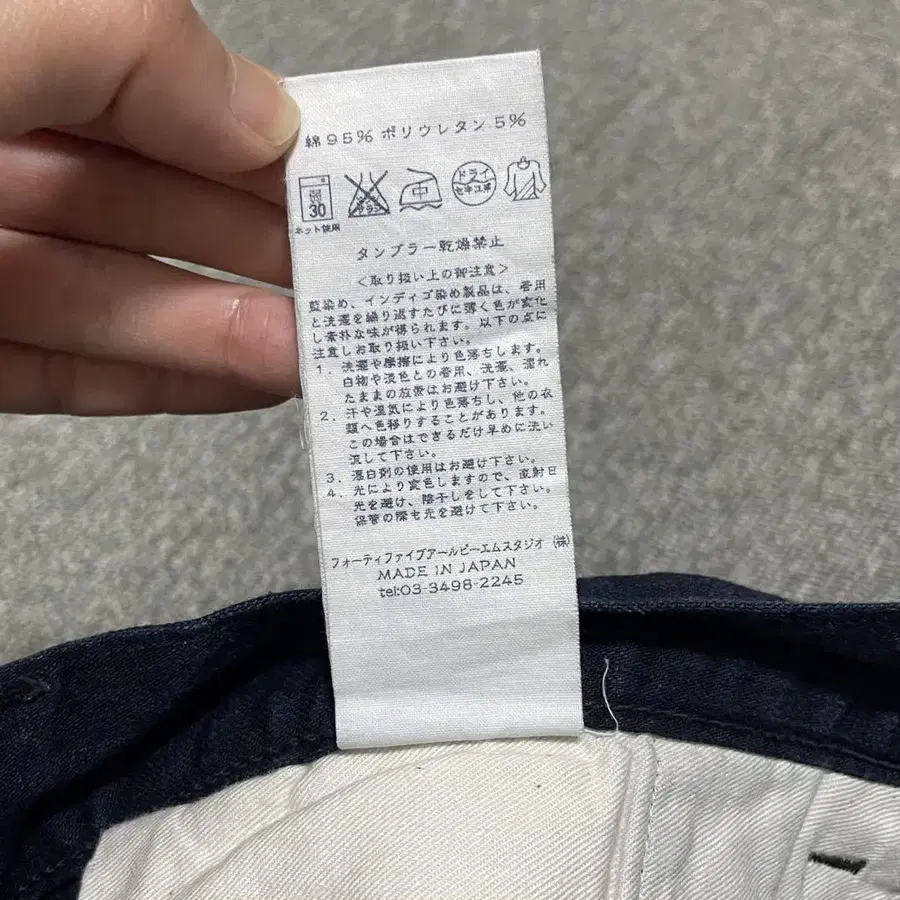 綿95% ポリウレタン5%
弱
30
ネット使用
中
ドライ
セキユ系
タンブラー乾燥禁止
<取り扱い上の御注意>
藍染め、インディゴ染め製品は、着用
と洗濯を繰り返すたびに薄く色が変化
し素朴な味が得られます。以下の点に
注意しお取り扱い下さい。
1. 洗濯や摩擦により色落ちします。
白物や淡色との着用、洗濯、濡れ
たままの放置はお避け下さい。
2. 汗や湿気により色落ちし、他の衣
類へ色移りすることがあります。
この場合はできるだけ早めに洗い
流して下さい。
3. 漂白剤の使用はお避け下さい。
4. 光により変色しますので、直射日
光を避け、陰干しをして下さい。
保管の際も光を避けて下さい。
フォーティファイブアールピーエムスタジオ ㈱
MADE IN JAPAN
tel:03-3498-2245